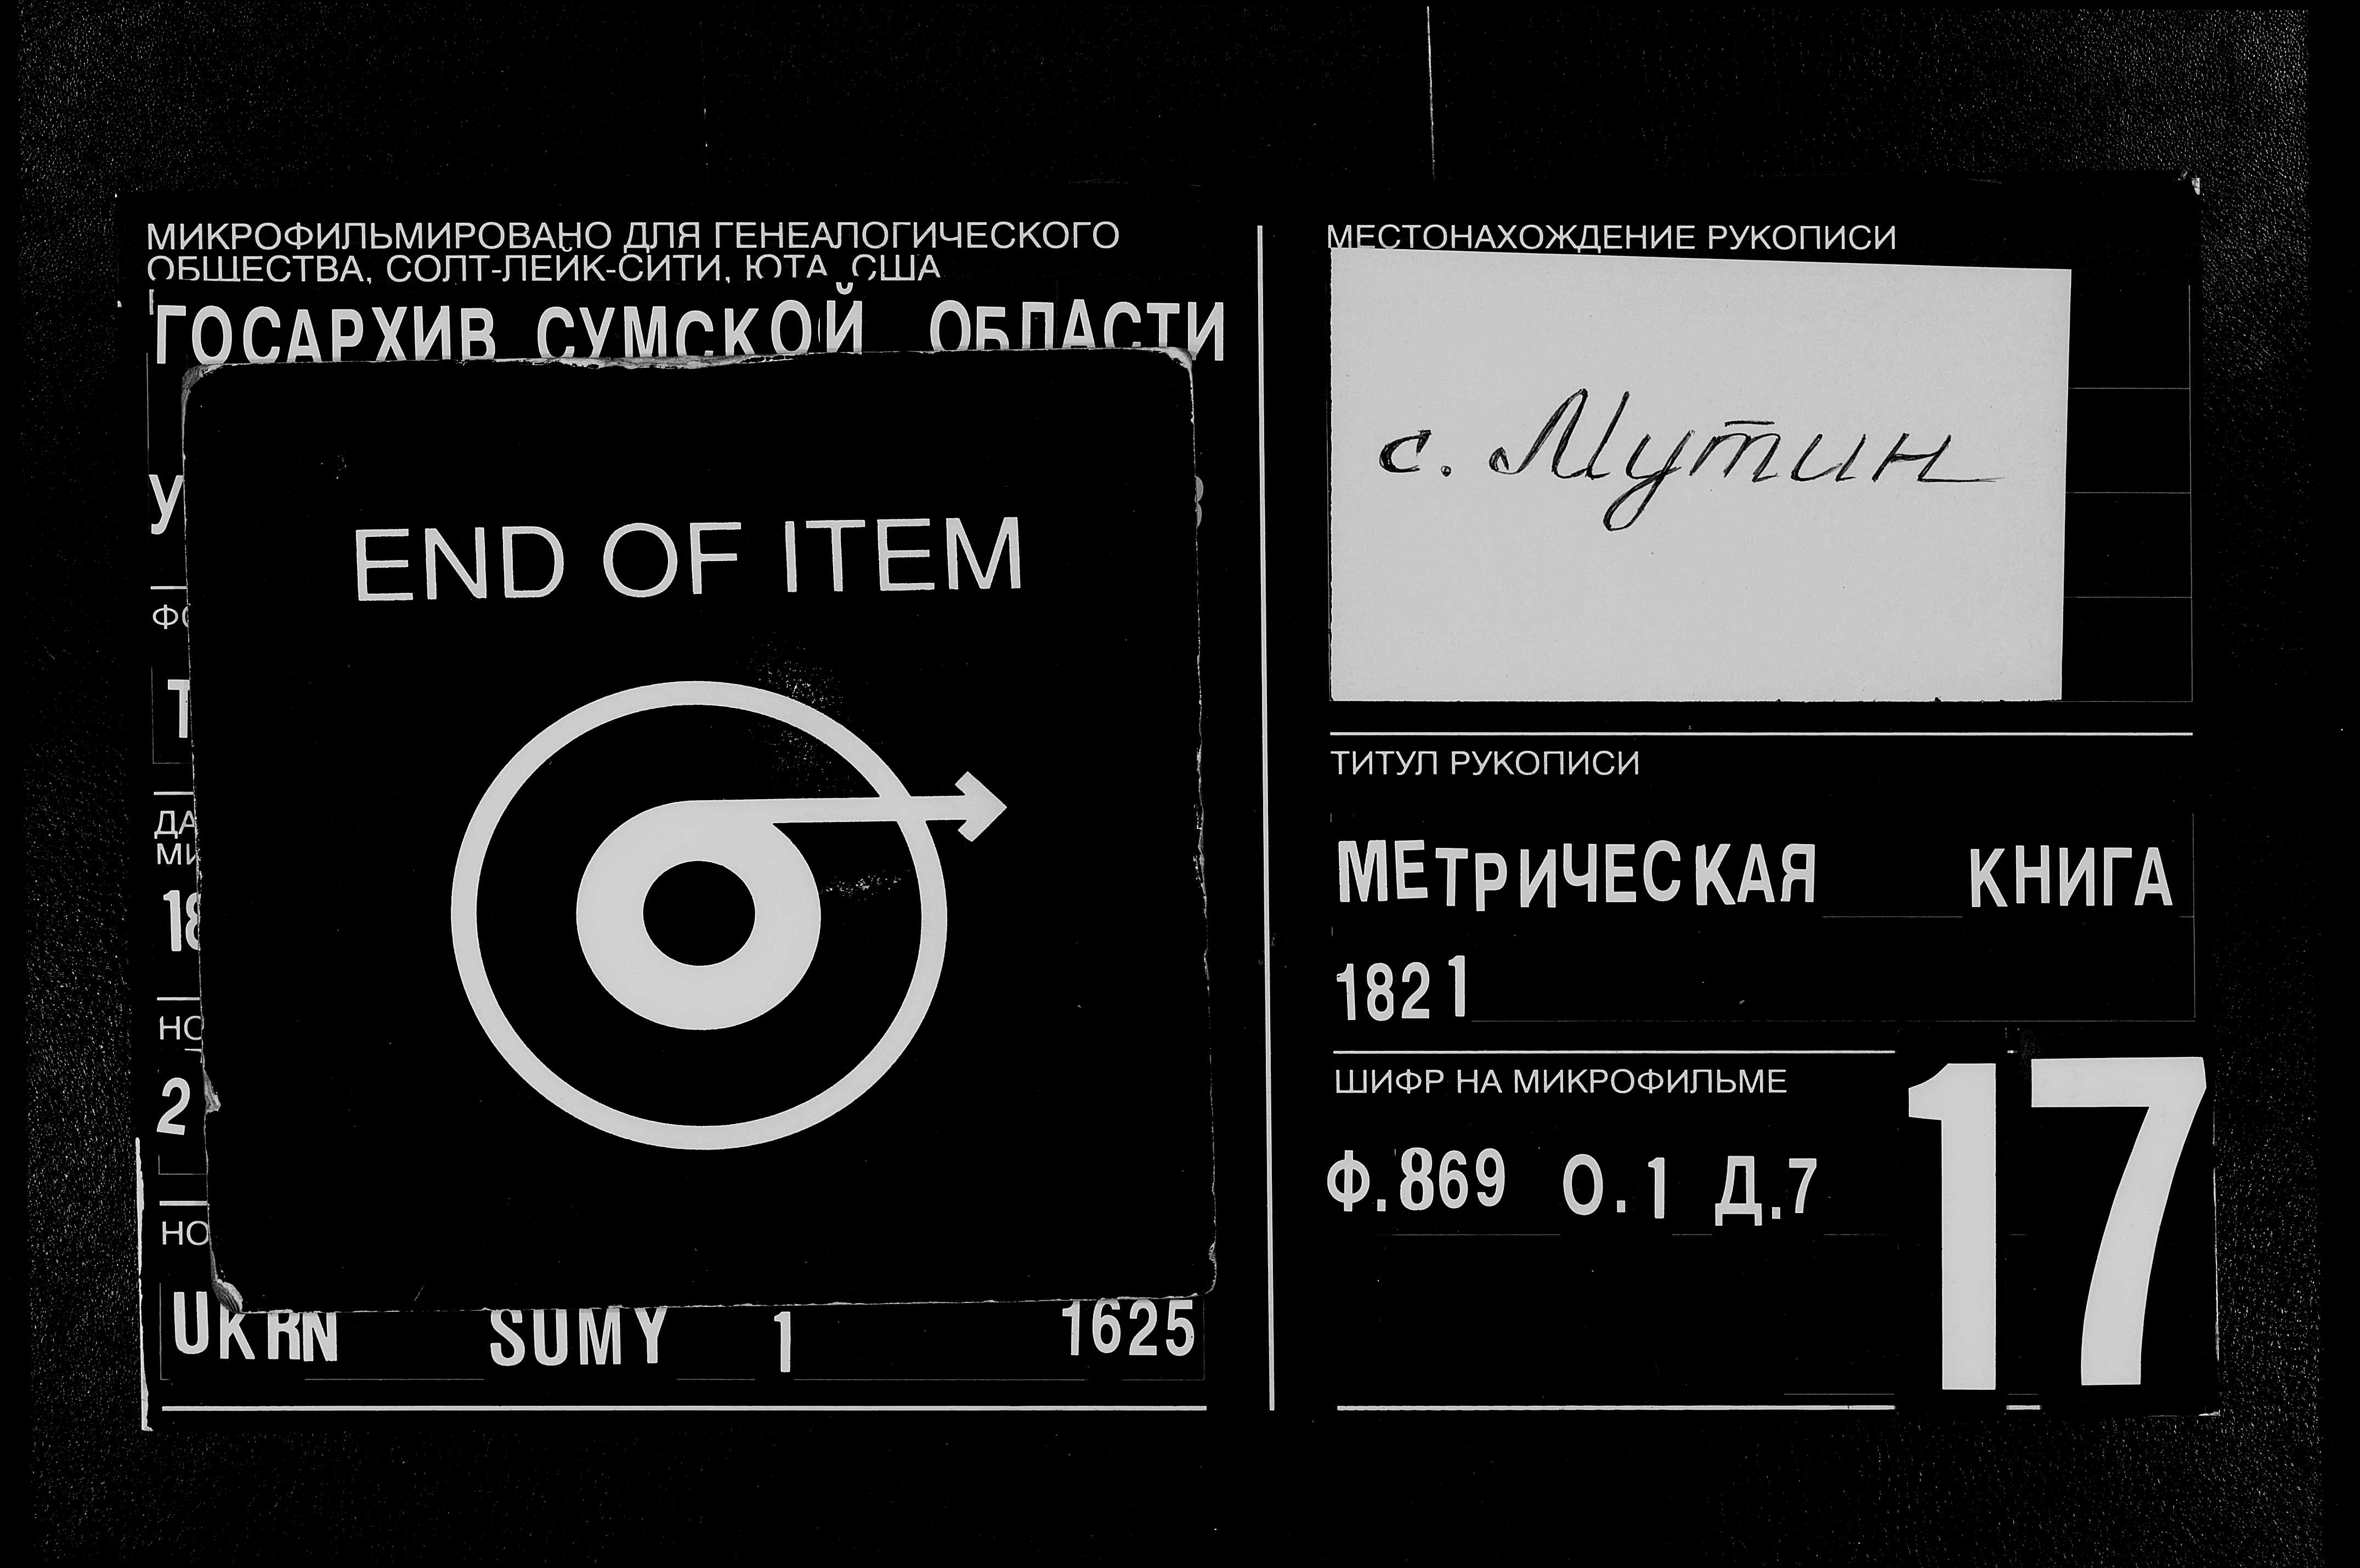 МИКРОФИЛЬМИРОВАНО ДЛЯ ГЕНЕАЛОГИЧЕСКОГО
ОБЩЕСТВА, СОЛТ-ЛЕЙК-СИТИ, ЮТА, США
ГОСАРХИВ СУМСКОЙ ОБЛАСТИ
END OF ITEM
UKRN SUMY 1 1625
МЕСТОНАХОЖДЕНИЕ РУКОПИСИ
с. Мутин
ТИТУЛ РУКОПИСИ
МЕТРИЧЕСКАЯ КНИГА
1821
ШИФР НА МИКРОФИЛЬМЕ
Ф.869 О.1 Д.7
17